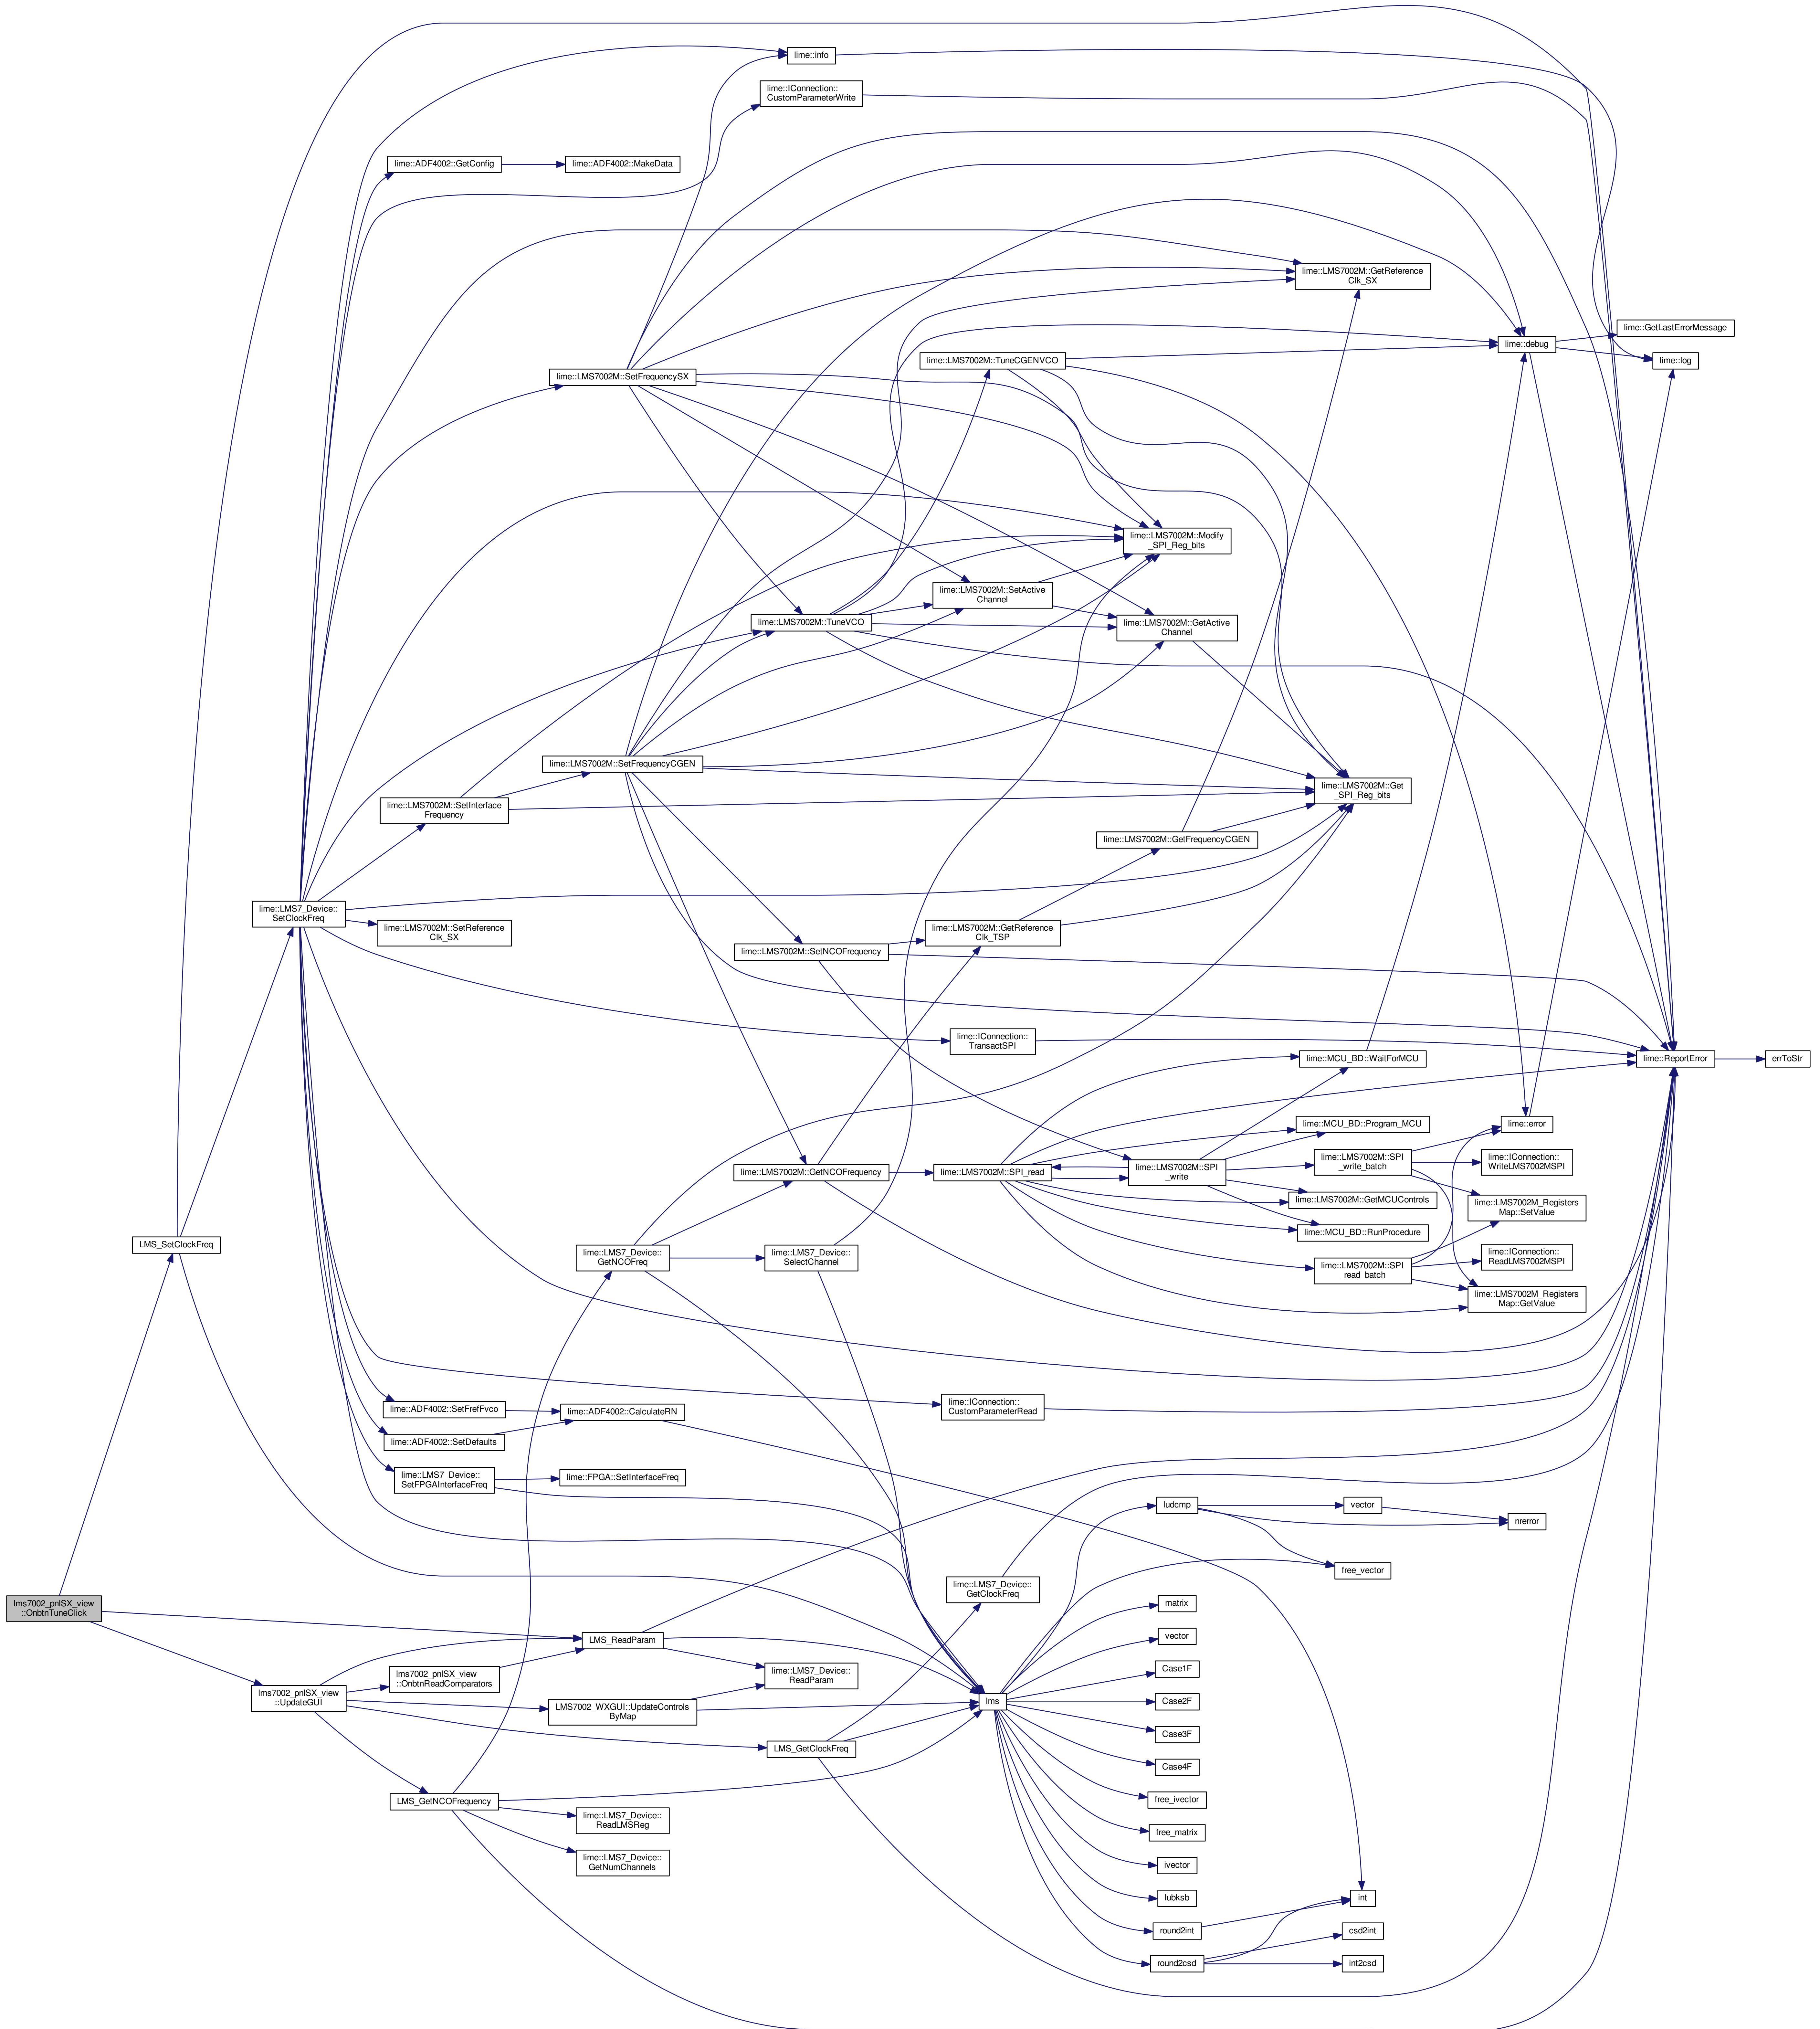 lime::info
lime::IConnection::
CustomParameterWrite
lime::ADF4002::GetConfig
lime::ADF4002::MakeData
lime::LMS7002M::GetReference
Clk_SX
lime::GetLastErrorMessage
lime::debug
lime::log
lime::LMS7002M::TuneCGENVCO
lime::LMS7002M::SetFrequencySX
lime::LMS7002M::Modify
_SPI_Reg_bits
lime::LMS7002M::SetActive
Channel
lime::LMS7002M::TuneVCO
lime::LMS7002M::GetActive
Channel
lime::LMS7002M::SetFrequencyCGEN
lime::LMS7002M::Get
_SPI_Reg_bits
lime::LMS7002M::SetInterface
Frequency
lime::LMS7002M::GetFrequencyCGEN
lime::LMS7_Device::
SetClockFreq
lime::LMS7002M::SetReference
Clk_SX
lime::LMS7002M::GetReference
Clk_TSP
lime::LMS7002M::SetNCOFrequency
lime::IConnection::
TransactSPI
lime::MCU_BD::WaitForMCU
lime::ReportError
errToStr
lime::MCU_BD::Program_MCU
lime::error
lime::LMS7002M::SPI
_write_batch
lime::IConnection::
WriteLMS7002MSPI
lime::LMS7002M::GetNCOFrequency
lime::LMS7002M::SPI_read
lime::LMS7002M::SPI
_write
lime::LMS7002M::GetMCUControls
lime::LMS7002M_Registers
Map::SetValue
lime::MCU_BD::RunProcedure
LMS_SetClockFreq
lime::LMS7_Device::
GetNCOFreq
lime::LMS7_Device::
SelectChannel
lime::LMS7002M::SPI
_read_batch
lime::IConnection::
ReadLMS7002MSPI
lime::LMS7002M_Registers
Map::GetValue
lime::ADF4002::SetFrefFvco
lime::ADF4002::CalculateRN
lime::IConnection::
CustomParameterRead
lime::ADF4002::SetDefaults
lime::LMS7_Device::
SetFPGAInterfaceFreq
lime::FPGA::SetInterfaceFreq
ludcmp
vector
nrerror
free_vector
lime::LMS7_Device::
GetClockFreq
lms7002_pnlSX_view
::OnbtnTuneClick
matrix
LMS_ReadParam
vector
lms7002_pnlSX_view
::OnbtnReadComparators
lime::LMS7_Device::
ReadParam
Case1F
lms7002_pnlSX_view
::UpdateGUI
LMS7002_WXGUI::UpdateControls
ByMap
lms
Case2F
Case3F
LMS_GetClockFreq
Case4F
LMS_GetNCOFrequency
free_ivector
lime::LMS7_Device::
ReadLMSReg
free_matrix
lime::LMS7_Device::
GetNumChannels
ivector
lubksb
int
round2int
csd2int
round2csd
int2csd